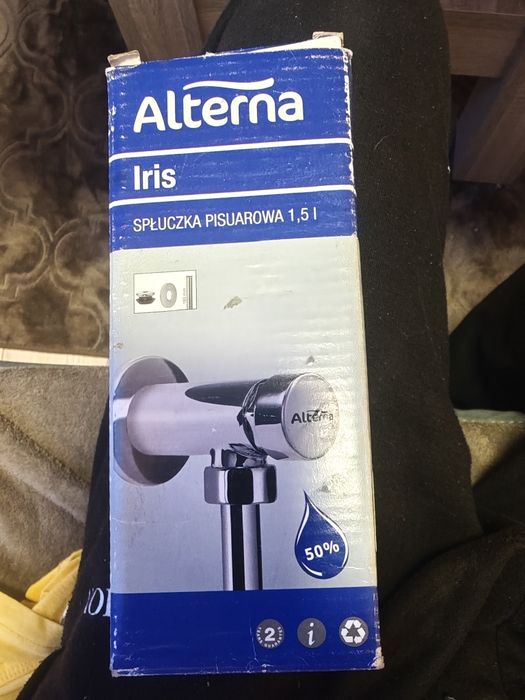 Alterna
Iris
SPŁUCZKA PISUAROWA 1,5 l
Alterna
50%
2
i